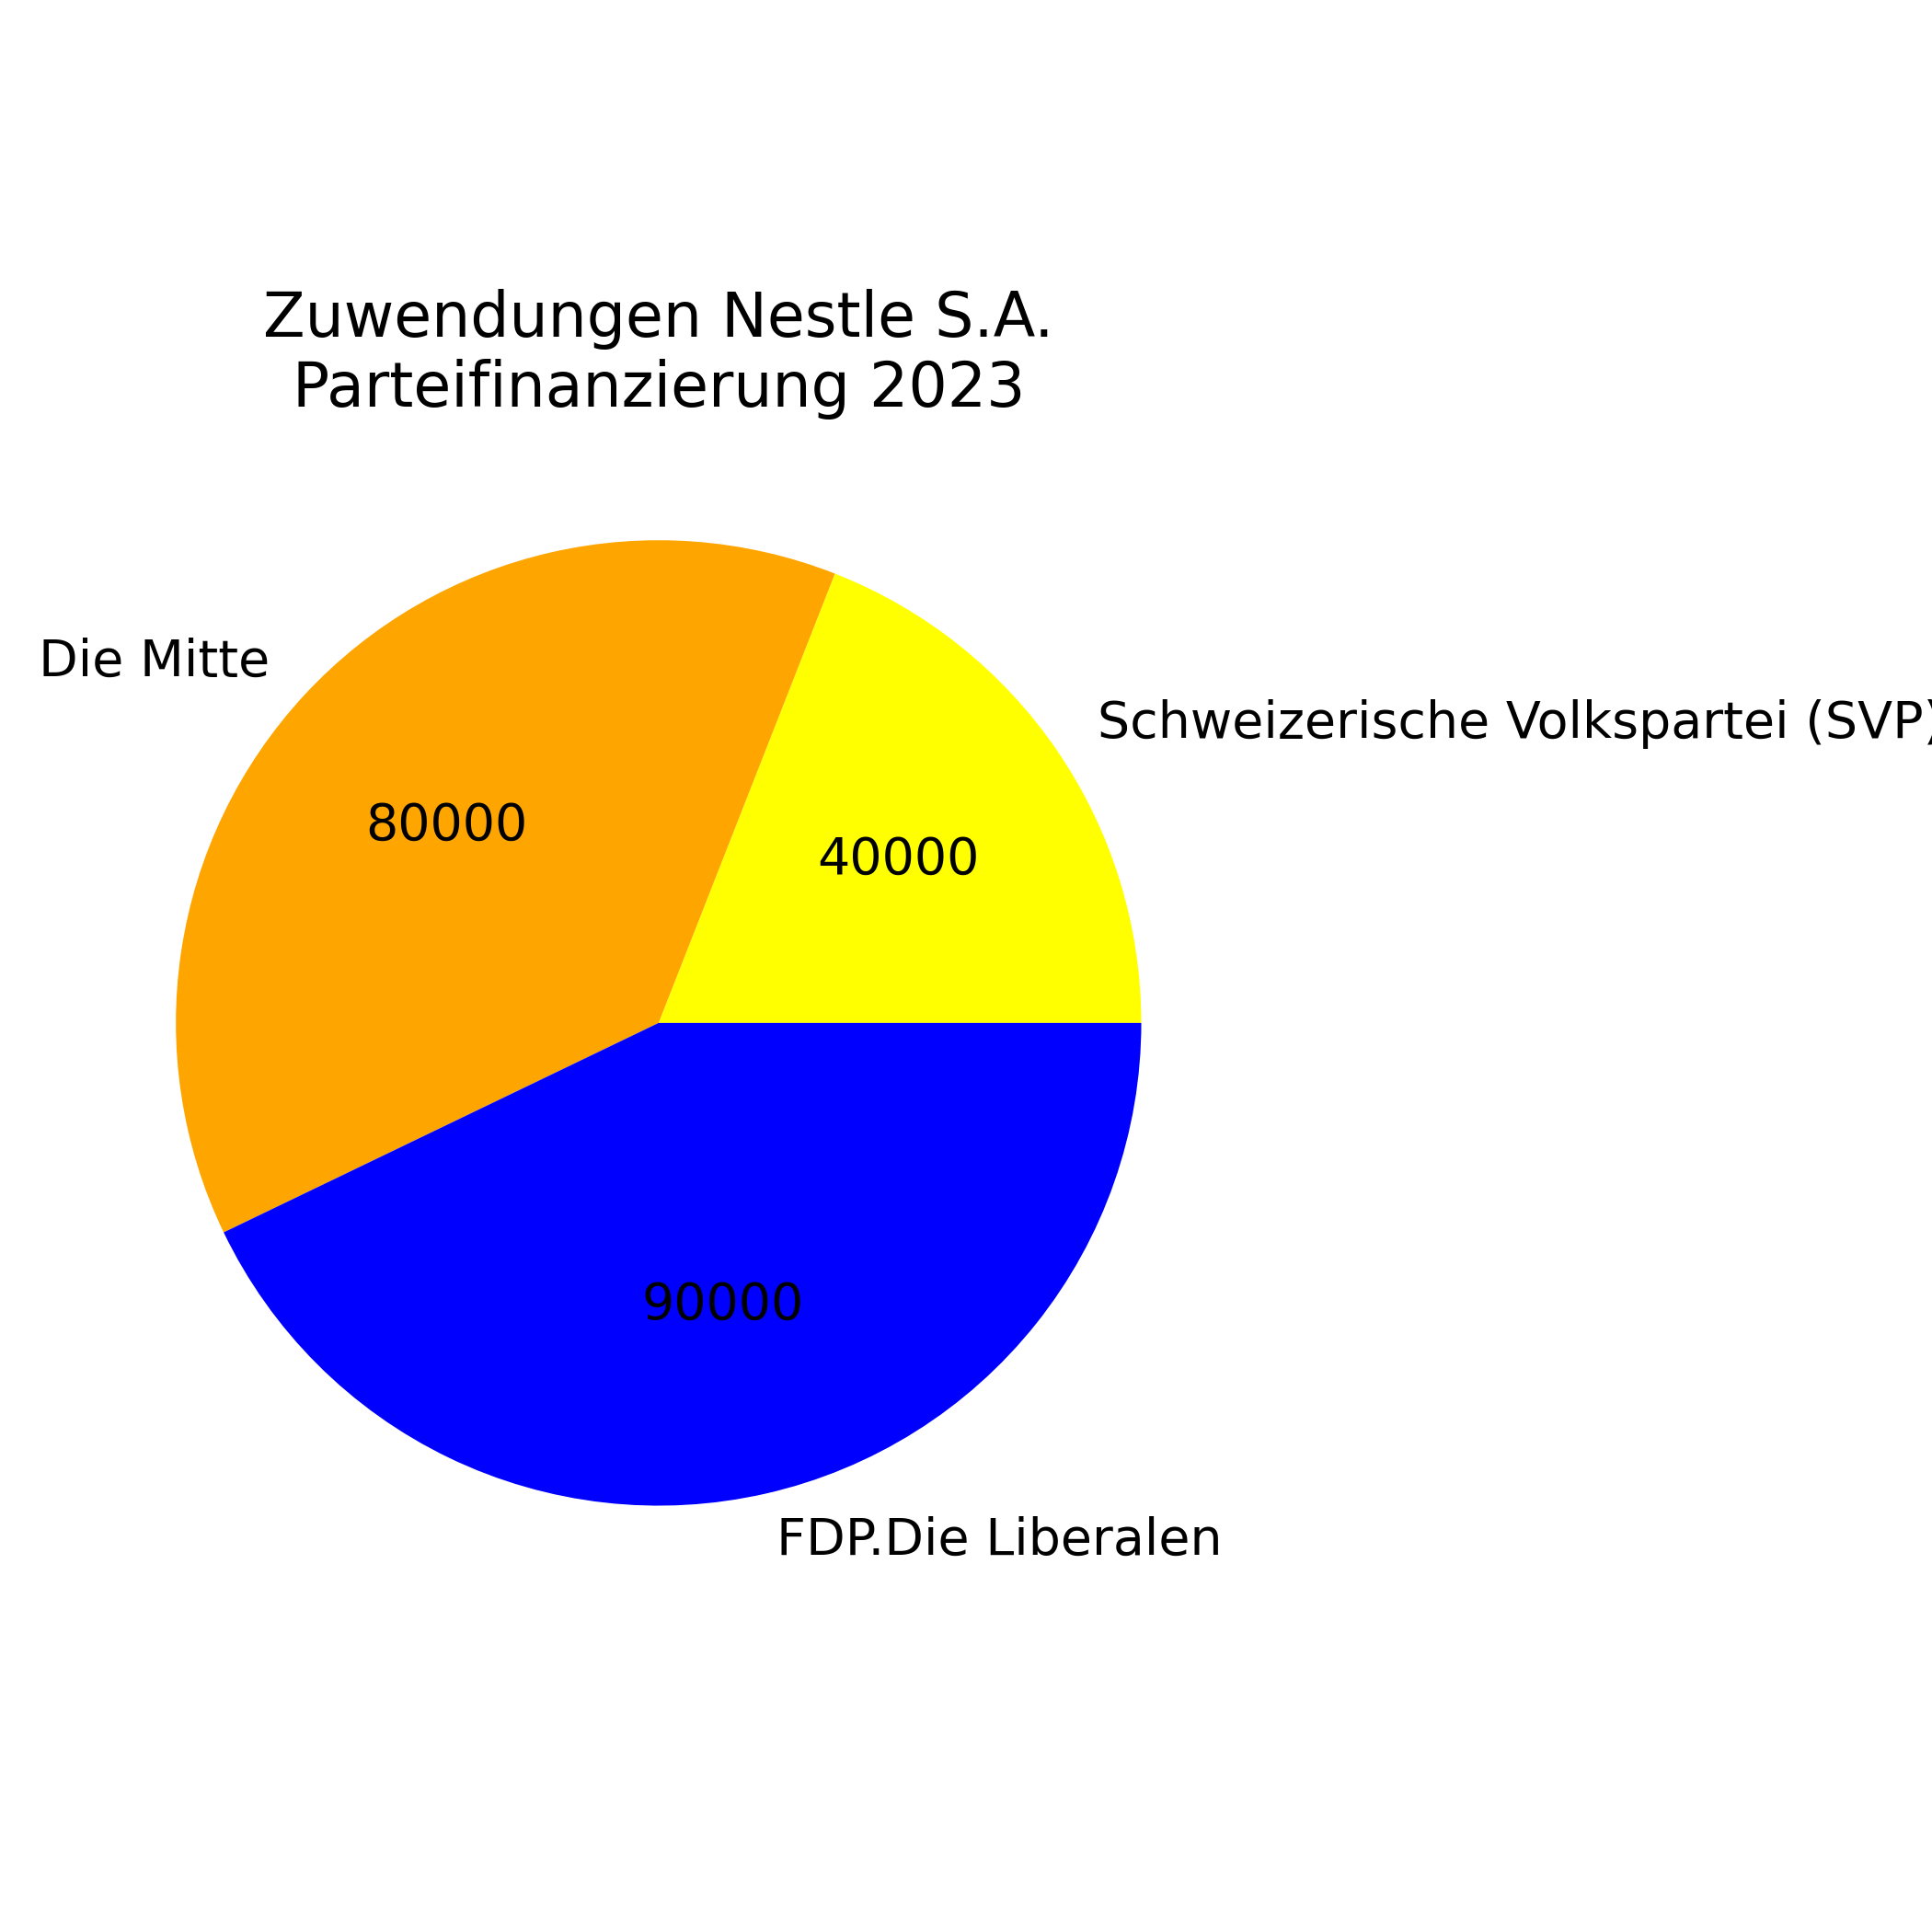 Zuwendungen Nestle S.A.
Parteifinanzierung 2023
Die Mitte
Schweizerische Volkspartei (SVP)
80000
40000
90000
FDP.Die Liberalen